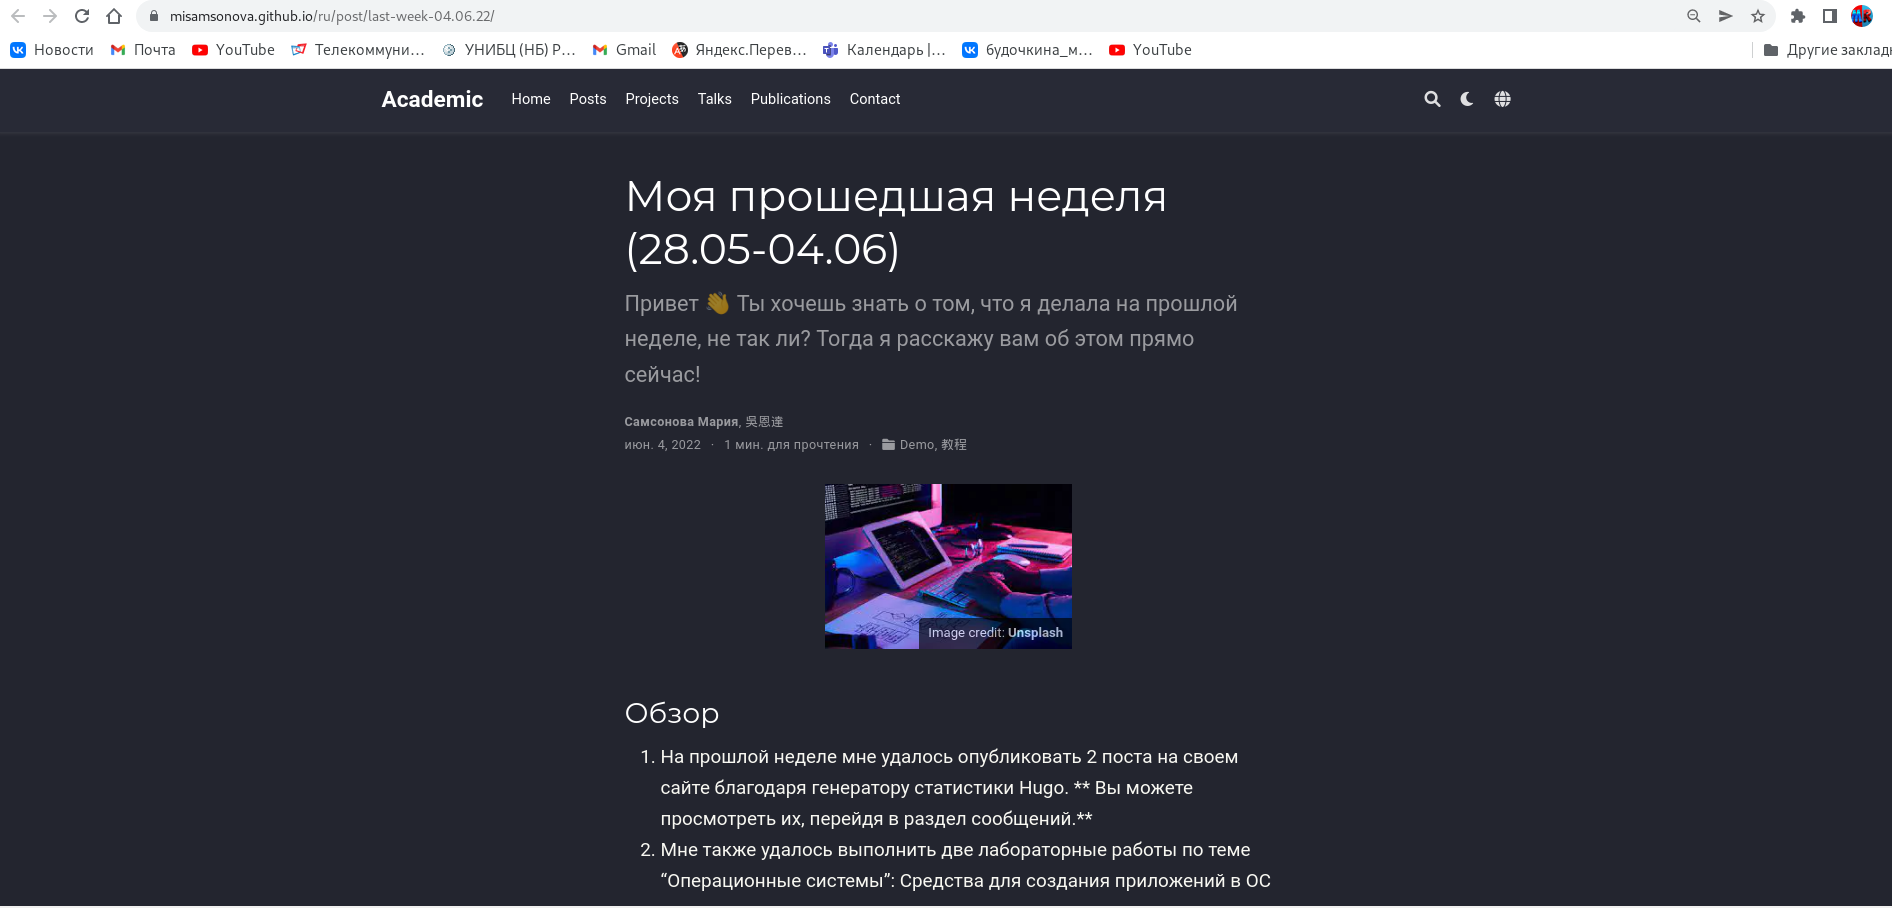 misamsonova.github.io/ru/post/last-week-04.06.22/
Новости Почта YouTube Телекоммуни... УНИБЦ (НБ) Р... Gmail Яндекс.Перев... Календарь |... будочкина_м... YouTube Другие заклад
Academic Home Posts Projects Talks Publications Contact
Моя прошедшая неделя
(28.05-04.06)
Привет 👋 Ты хочешь знать о том, что я делала на прошлой
неделе, не так ли? Тогда я расскажу вам об этом прямо
сейчас!
Самсонова Мария, 吳恩達
июн. 4, 2022 · 1 мин. для прочтения · Demo, 教程
Image credit: Unsplash
Обзор
1. На прошлой неделе мне удалось опубликовать 2 поста на своем
сайте благодаря генератору статистики Hugo. ** Вы можете
просмотреть их, перейдя в раздел сообщений.**
2. Мне также удалось выполнить две лабораторные работы по теме
“Операционные системы”: Средства для создания приложений в ОС